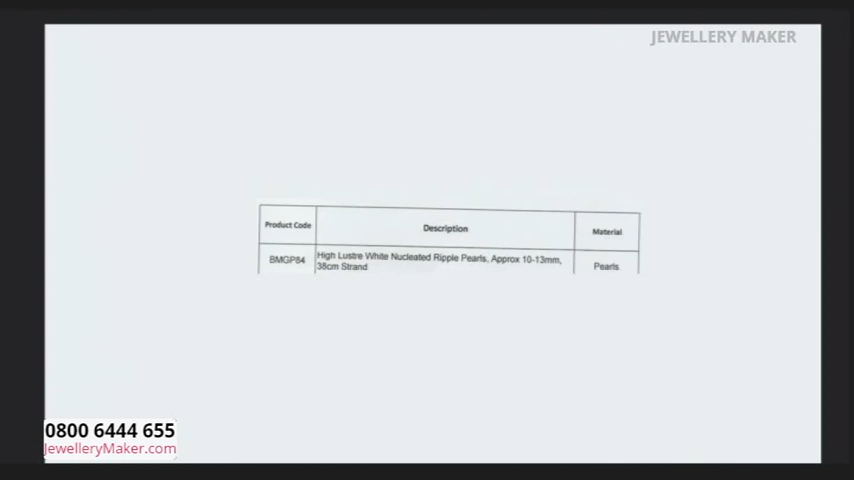 JEWELLERY MAKER
Product Code
Description
Material
BMGP84
High Lustre White Nucleated Ripple Pearls, Approx 10-13mm,
38cm Strand
Pearls
0800 6444 655
JewelleryMaker.com